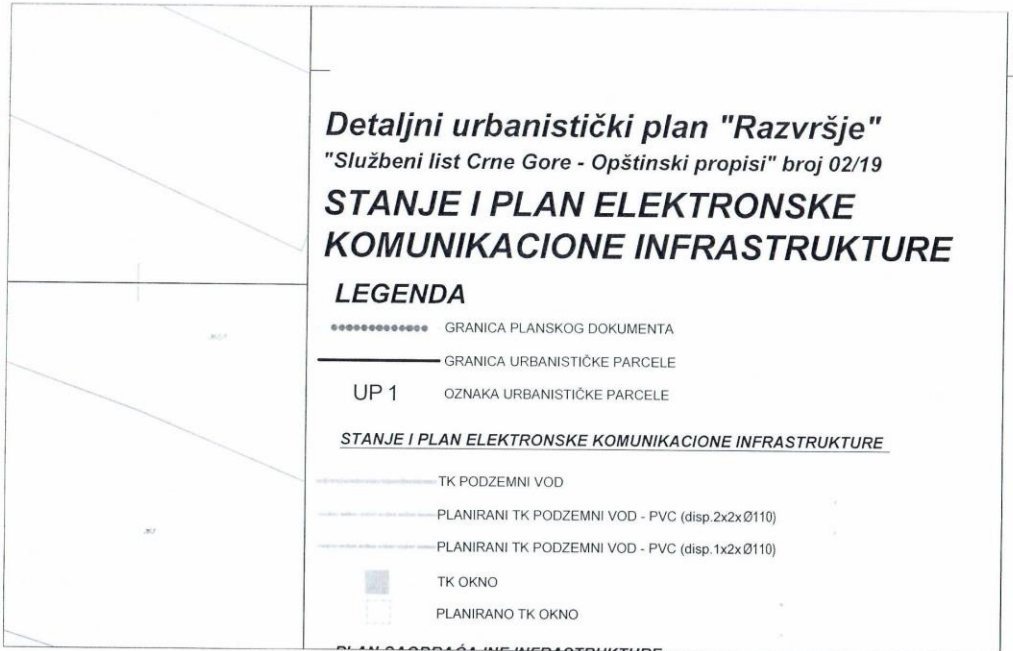 Detaljni urbanistički plan "Razvršje"
"Službeni list Crne Gore - Opštinski propisi" broj 02/19
STANJE I PLAN ELEKTRONSKE
KOMUNIKACIONE INFRASTRUKTURE
LEGENDA
GRANICA PLANSKOG DOKUMENTA
GRANICA URBANISTIČKE PARCELE
UP 1 OZNAKA URBANISTIČKE PARCELE
STANJE I PLAN ELEKTRONSKE KOMUNIKACIONE INFRASTRUKTURE
TK PODZEMNI VOD
PLANIRANI TK PODZEMNI VOD - PVC (disp.2x2xØ110)
PLANIRANI TK PODZEMNI VOD - PVC (disp.1x2xØ110)
TK OKNO
PLANIRANO TK OKNO